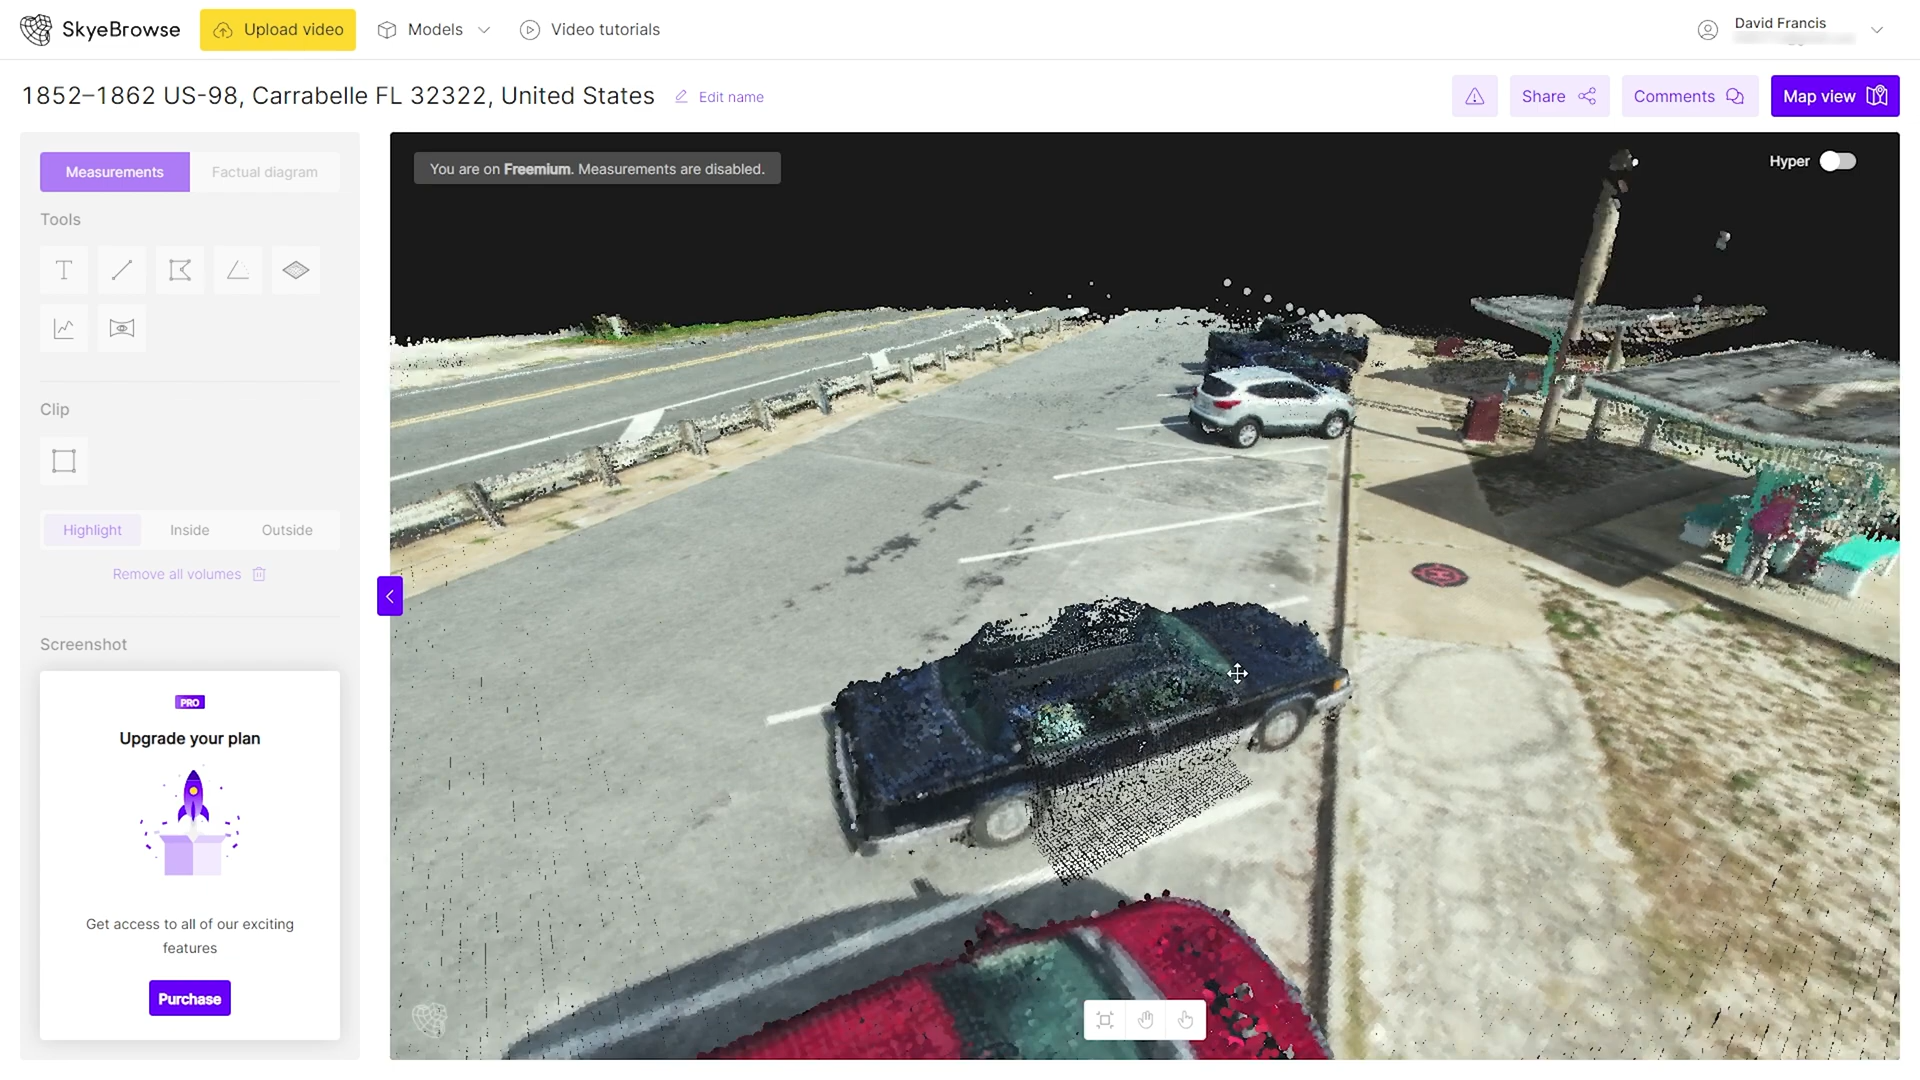 SkyeBrowse
Upload video
Models
Video tutorials
David Francis
1852–1862 US-98, Carrabelle FL 32322, United States
Edit name
Share
Comments
Map view
Measurements
Factual diagram
Tools
Clip
Highlight
Inside
Outside
Remove all volumes
Screenshot
PRO
Upgrade your plan
Get access to all of our exciting
features
Purchase
You are on Freemium. Measurements are disabled.
Hyper